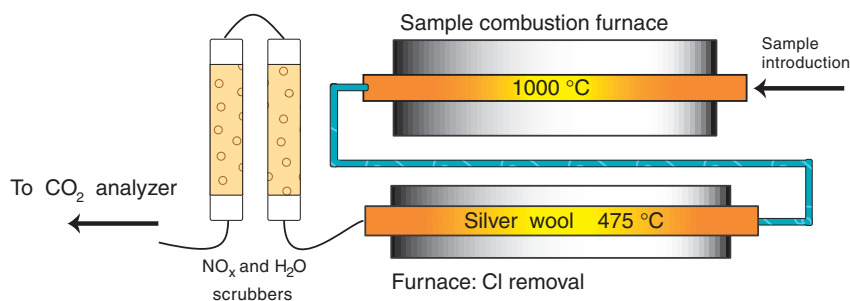 Sample combustion furnace
Sample
introduction
1000 °C
To CO₂ analyzer
Silver wool 475 °C
NOₓ and H₂O
scrubbers
Furnace: Cl removal